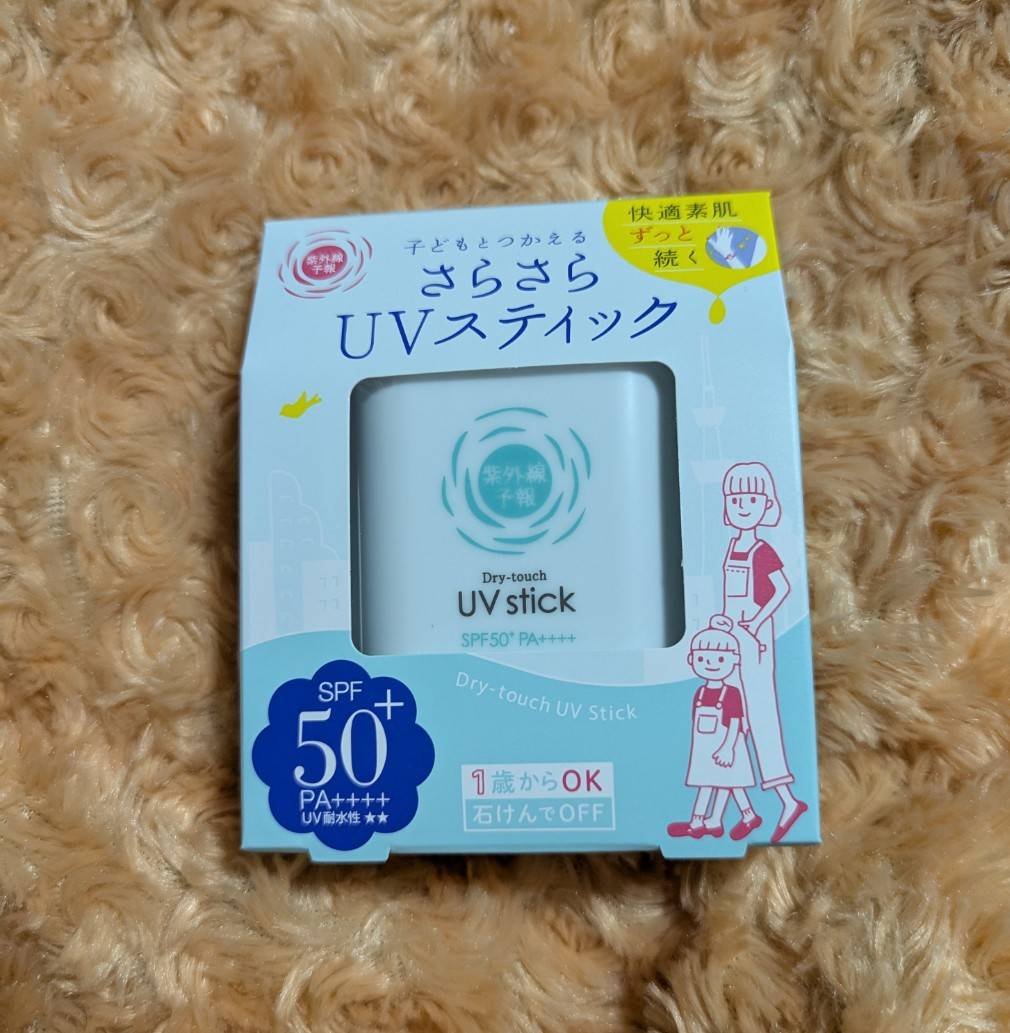 紫外線
予報
子どもとつかえる
さらさら
UVスティック
快適素肌
ずっと
続く
紫外線
予報
Dry-touch
UV stick
SPF50+ PA++++
Dry-touch UV Stick
SPF
50+
PA++++
UV耐水性 ★★
1歳からOK
石けんでOFF